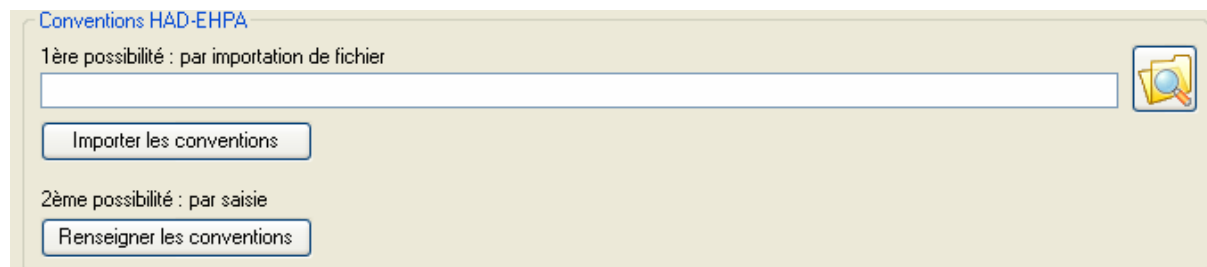 Conventions HAD-EHPA
1ère possibilité : par importation de fichier
Importer les conventions
2ème possibilité : par saisie
Renseigner les conventions